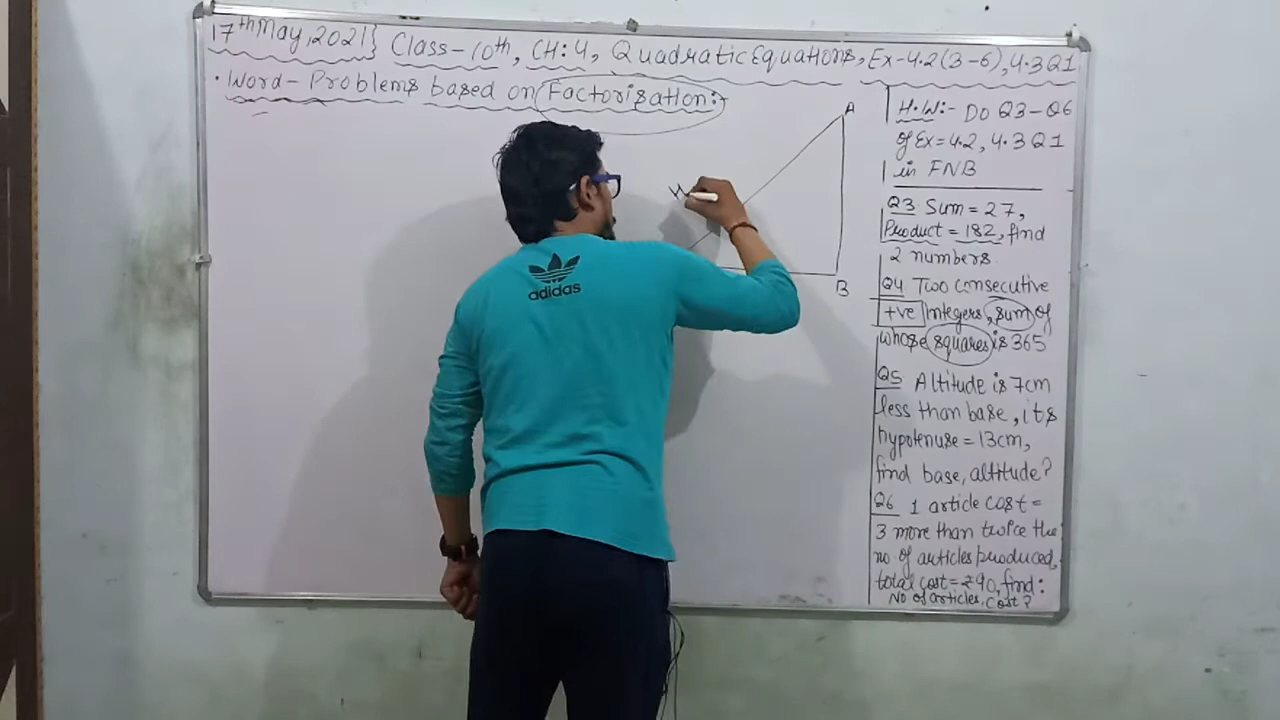 17th May, 2021} Class-10th, CH:4, Quadratic Equations, Ex-4.2(3-6), 4.3Q1
· Word-Problems based on Factorisation:
A
B
H
adidas
H.W:- Do Q3-Q6
of Ex=4.2, 4.3Q1
in FNB
Q3 Sum = 27,
Product = 182, find
2 numbers.
Q4 Two consecutive
+ve Integers, sum of
whose squares is 365
Q5 Altitude is 7cm
less than base, its
hypotenuse = 13cm,
find base, altitude?
Q6 1 article cost =
3 more than twice the
no of articles produced,
total cost = ₹90, find:
No of articles, cost?